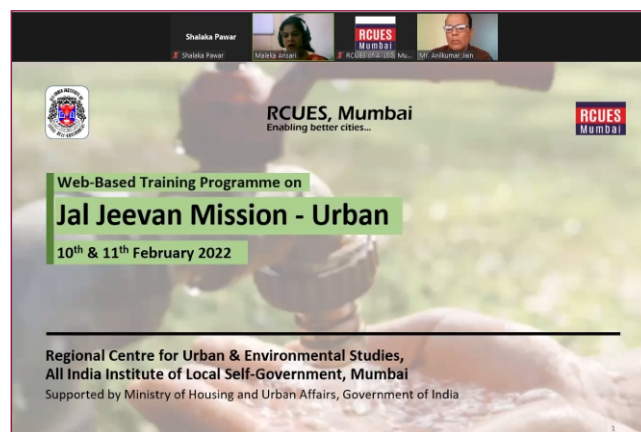 Shalaka Pawar
RCUES
Mumbai
Shalaka Pawar
Maleka Ansari
Mr. Anilkumar Jain
RCUES, Mumbai
Enabling better cities...
RCUES
Mumbai
Web-Based Training Programme on
Jal Jeevan Mission - Urban
10th & 11th February 2022
Regional Centre for Urban & Environmental Studies,
All India Institute of Local Self-Government, Mumbai
Supported by Ministry of Housing and Urban Affairs, Government of India
1